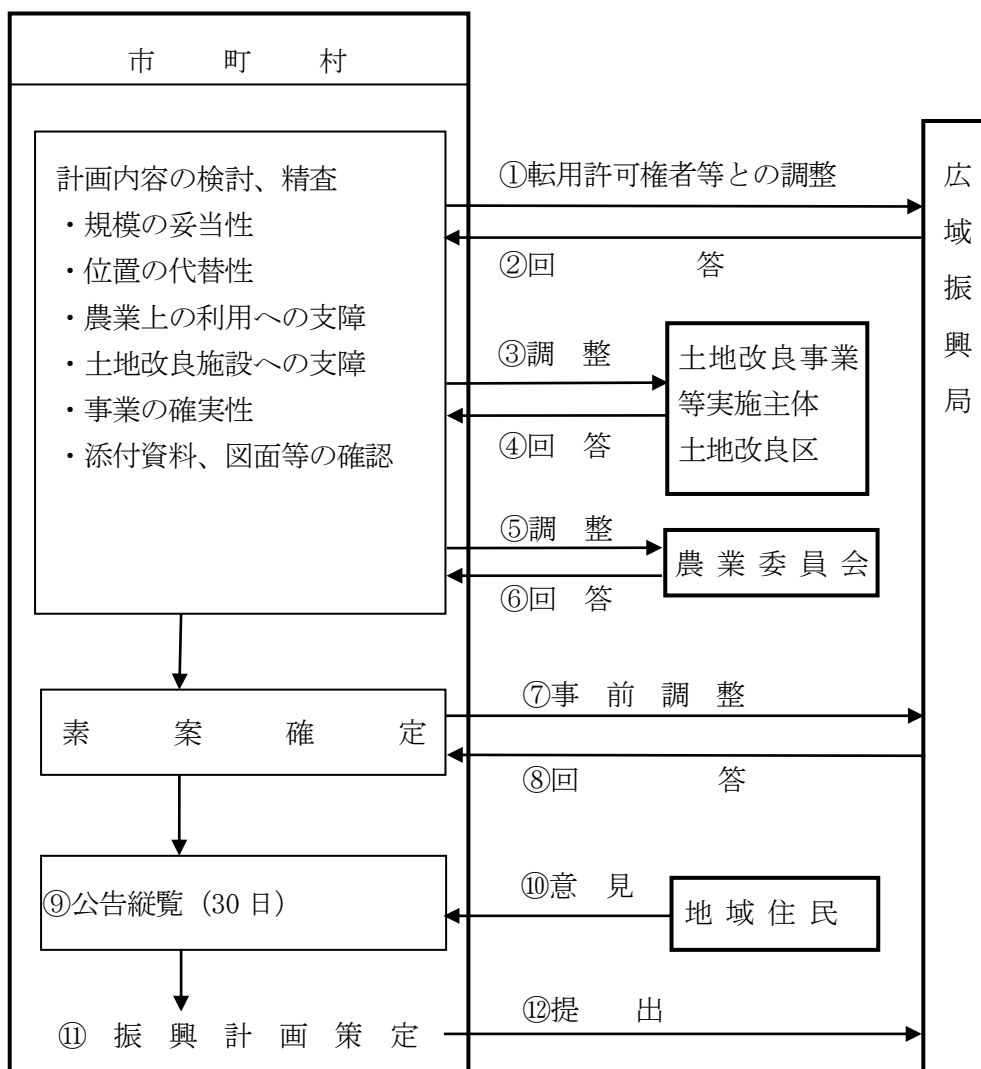 市町村
計画内容の検討、精査
・規模の妥当性
・位置の代替性
・農業上の利用への支障
・土地改良施設への支障
・事業の確実性
・添付資料、図面等の確認
①転用許可権者等との調整
②回答
③調整
④回答
土地改良事業
等実施主体
土地改良区
⑤調整
⑥回答
農業委員会
素案確定
⑦事前調整
⑧回答
⑨公告縦覧（30日）
⑩意見
地域住民
⑪振興計画策定
⑫提出
広域振興局